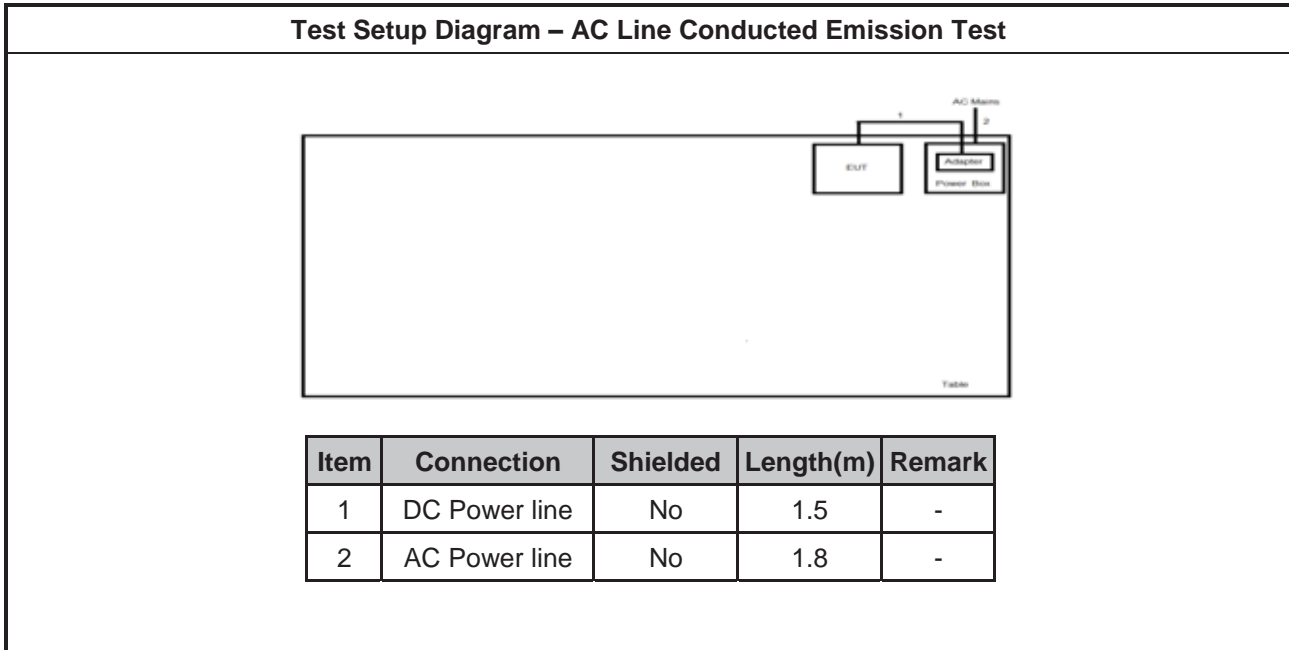 Test Setup Diagram – AC Line Conducted Emission Test
AC Mains
1
2
EUT
Adapter
Power Box
Table
Item Connection Shielded Length(m) Remark
1 DC Power line No 1.5 -
2 AC Power line No 1.8 -